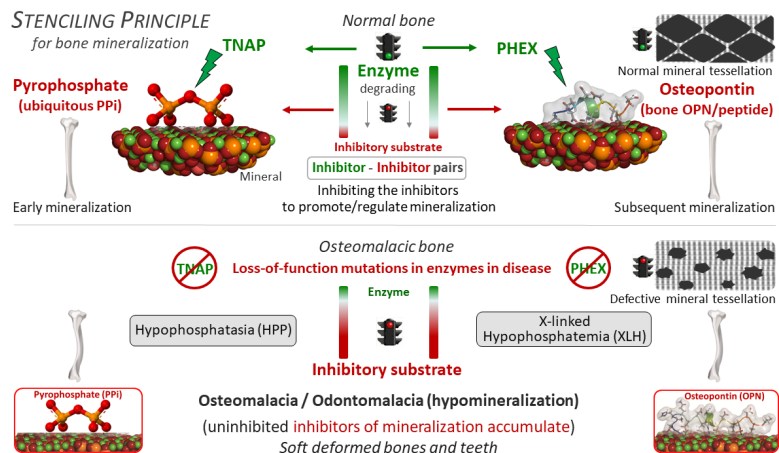 STENCILING PRINCIPLE
for bone mineralization
Normal bone
TNAP
PHEX
Enzyme
degrading
Normal mineral tessellation
Pyrophosphate
(ubiquitous PPi)
Osteopontin
(bone OPN/peptide)
Inhibitory substrate
Mineral
Inhibitor - Inhibitor pairs
Inhibiting the inhibitors
to promote/regulate mineralization
Early mineralization
Subsequent mineralization
Osteomalacic bone
TNAP
Loss-of-function mutations in enzymes in disease
PHEX
Enzyme
Defective mineral tessellation
Hypophosphatasia (HPP)
X-linked
Hypophosphatemia (XLH)
Inhibitory substrate
Pyrophosphate (PPi)
Osteopontin (OPN)
Osteomalacia / Odontomalacia (hypomineralization)
(uninhibited inhibitors of mineralization accumulate)
Soft deformed bones and teeth